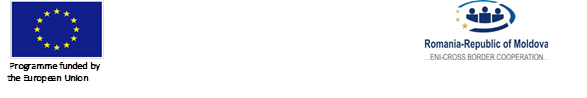 Programme funded by
the European Union
Romania-Republic of Moldova
ENI-CROSS BORDER COOPERATION